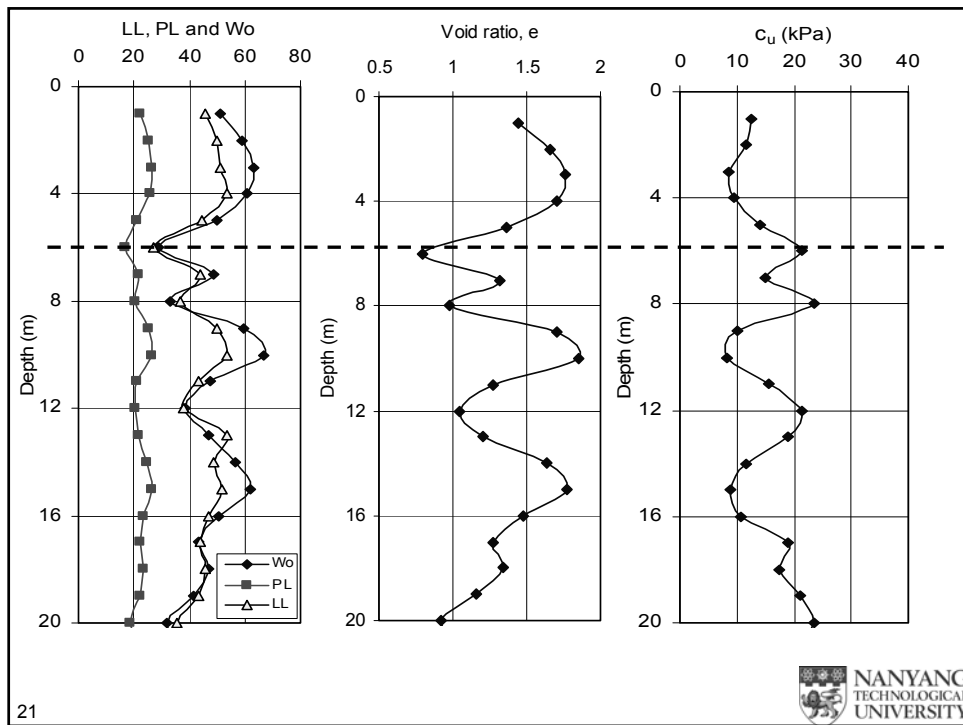 LL, PL and Wo
0 20 40 60 80
0
4
8
12
16
20
Depth (m)
Wo
PL
LL
Void ratio, e
0.5 1 1.5 2
0
4
8
12
16
20
Depth (m)
cu (kPa)
0 10 20 30 40
0
4
8
12
16
20
Depth (m)
21
NANYANG
TECHNOLOGICAL
UNIVERSITY